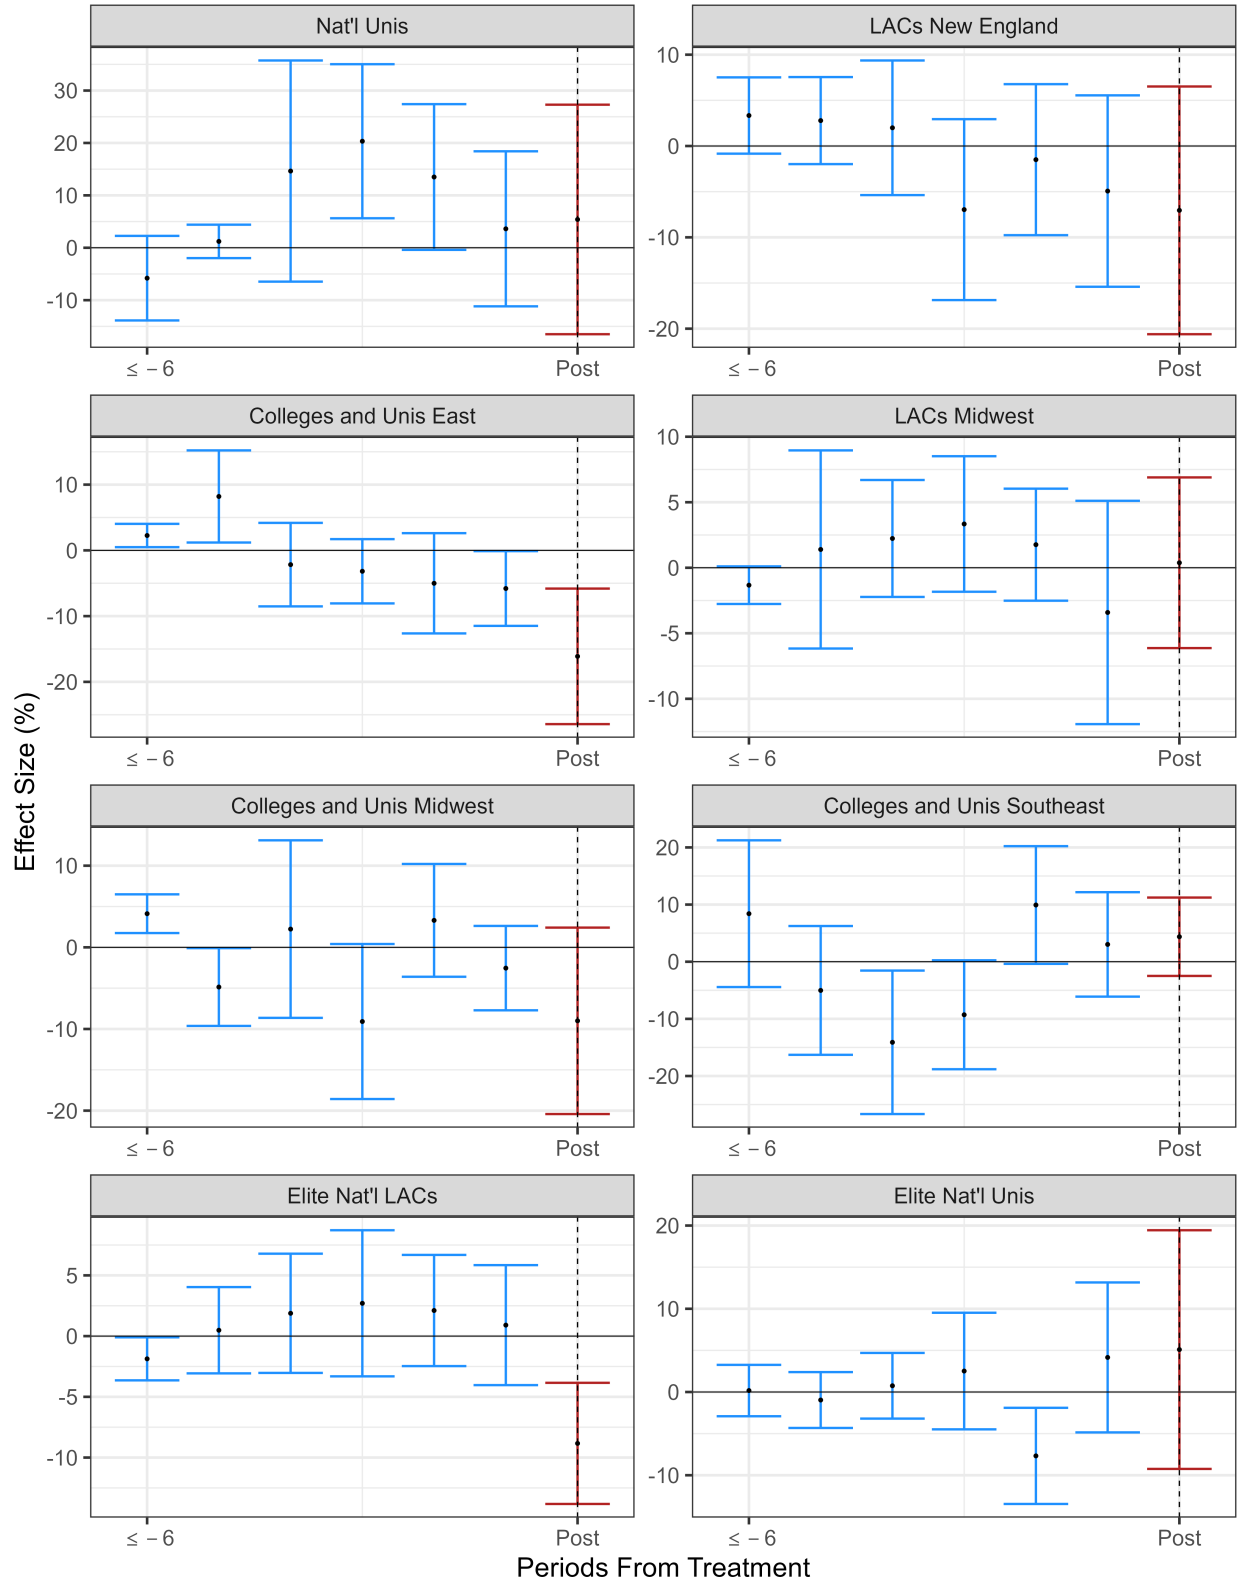 Nat'l Unis
LACs New England
30
20
10
0
-10
≤ − 6
Post
10
0
-10
-20
≤ − 6
Post
Colleges and Unis East
LACs Midwest
10
0
-10
-20
≤ − 6
Post
10
5
0
-5
-10
≤ − 6
Post
Effect Size (%)
Colleges and Unis Midwest
Colleges and Unis Southeast
10
0
-10
-20
≤ − 6
Post
20
10
0
-10
-20
≤ − 6
Post
Elite Nat'l LACs
Elite Nat'l Unis
5
0
-5
-10
≤ − 6
Post
20
10
0
-10
≤ − 6
Post
Periods From Treatment